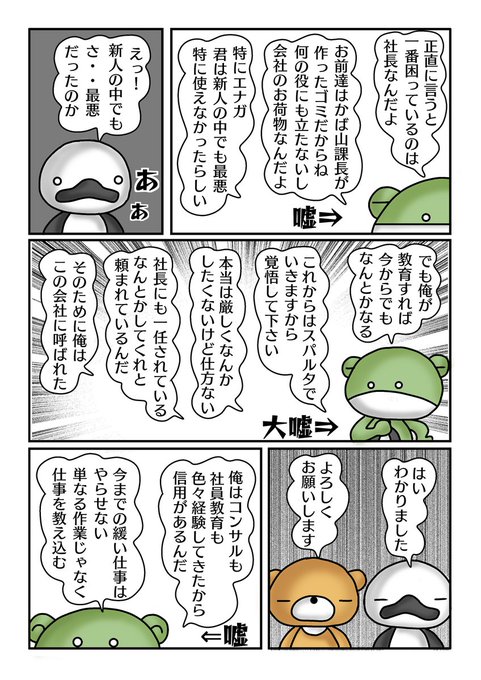 正直に言うと
一番困っているのは
社長なんだよ
お前達はかば山課長が
作ったゴミだからね
何の役にも立たないし
会社のお荷物なんだよ
特にエナガ
君は新人の中でも最悪
特に使えなかったらしい
嘘⇒
えっ！
新人の中でも
さ・・最悪
だったのか
あぁ
でも俺が
教育すれば
今からでも
なんとかなる
これからはスパルタで
いきますから
覚悟して下さい
本当は厳しくなんか
したくないけど仕方ない
社長にも一任されている
なんとかしてくれと
頼まれているんだ
そのために俺は
この会社に呼ばれた
大嘘⇒
はい
わかりました
よろしく
お願いします
俺はコンサルも
社員教育も
色々経験してきたから
信用があるんだ
今までの緩い仕事は
やらせない
単なる作業じゃなく
仕事を教え込む
⇐嘘